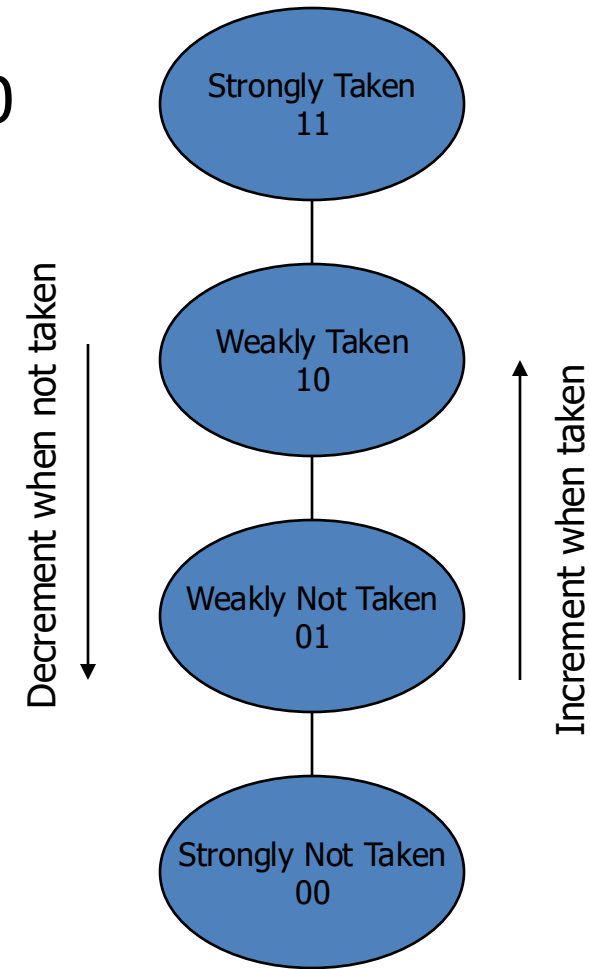 Strongly Taken
11
Weakly Taken
10
Weakly Not Taken
01
Strongly Not Taken
00
Decrement when not taken
Increment when taken